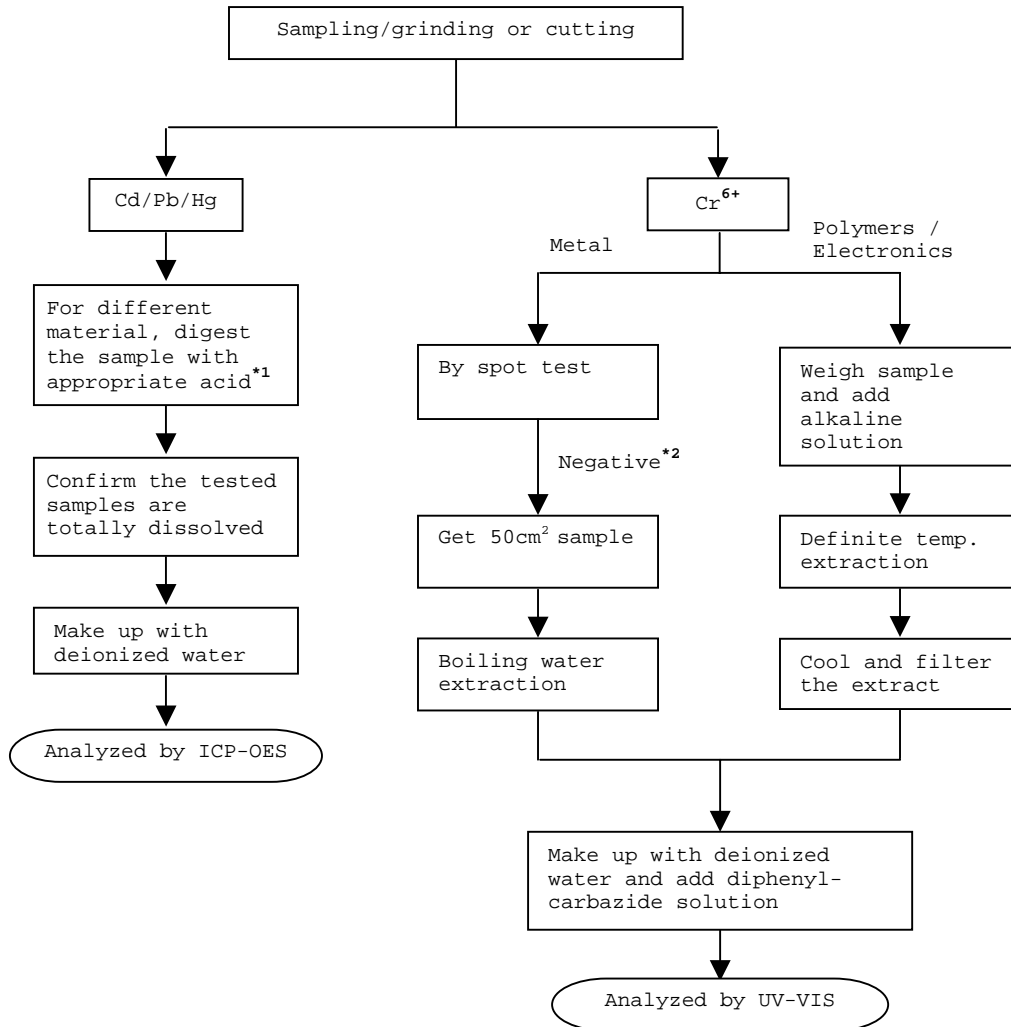 Sampling/grinding or cutting
Cd/Pb/Hg
For different
material, digest
the sample with
appropriate acid*1
Confirm the tested
samples are
totally dissolved
Make up with
deionized water
Analyzed by ICP-OES
Cr6+
Metal
By spot test
Negative*2
Get 50cm² sample
Boiling water
extraction
Polymers /
Electronics
Weigh sample
and add
alkaline
solution
Definite temp.
extraction
Cool and filter
the extract
Make up with deionized
water and add diphenyl-
carbazide solution
Analyzed by UV-VIS